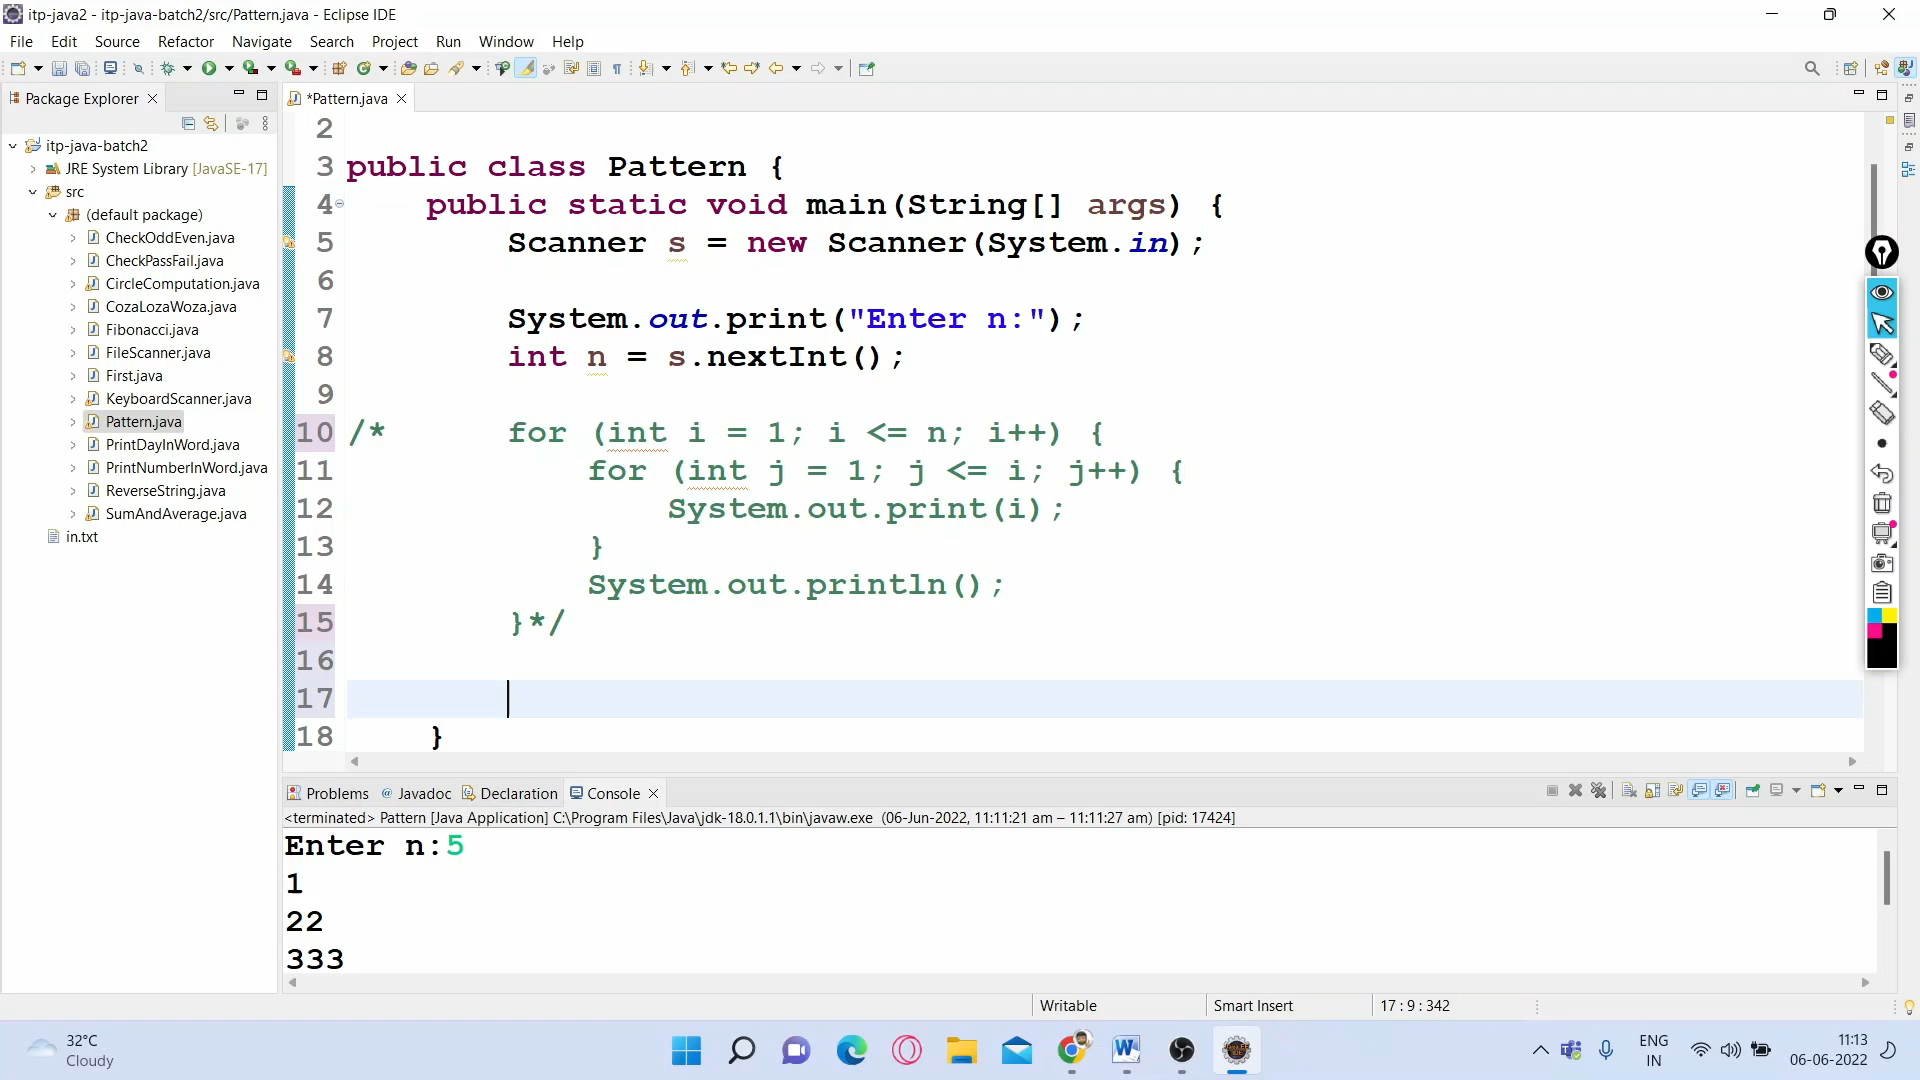 itp-java2 - itp-java-batch2/src/Pattern.java - Eclipse IDE
File Edit Source Refactor Navigate Search Project Run Window Help
Package Explorer
*Pattern.java
itp-java-batch2
JRE System Library [JavaSE-17]
src
(default package)
CheckOddEven.java
CheckPassFail.java
CircleComputation.java
CozaLozaWoza.java
Fibonacci.java
FileScanner.java
First.java
KeyboardScanner.java
Pattern.java
PrintDayInWord.java
PrintNumberInWord.java
ReverseString.java
SumAndAverage.java
in.txt
2
3 public class Pattern {
4 public static void main(String[] args) {
5 Scanner s = new Scanner(System.in);
6
7 System.out.print("Enter n:");
8 int n = s.nextInt();
9
10 /* for (int i = 1; i <= n; i++) {
11 for (int j = 1; j <= i; j++) {
12 System.out.print(i);
13 }
14 System.out.println();
15 }*/
16
17
18 }
Problems @ Javadoc Declaration Console
<terminated> Pattern [Java Application] C:\Program Files\Java\jdk-18.0.1.1\bin\javaw.exe (06-Jun-2022, 11:11:21 am – 11:11:27 am) [pid: 17424]
Enter n:5
1
22
333
Writable Smart Insert 17 : 9 : 342
32°C
Cloudy
ENG
IN
11:13
06-06-2022